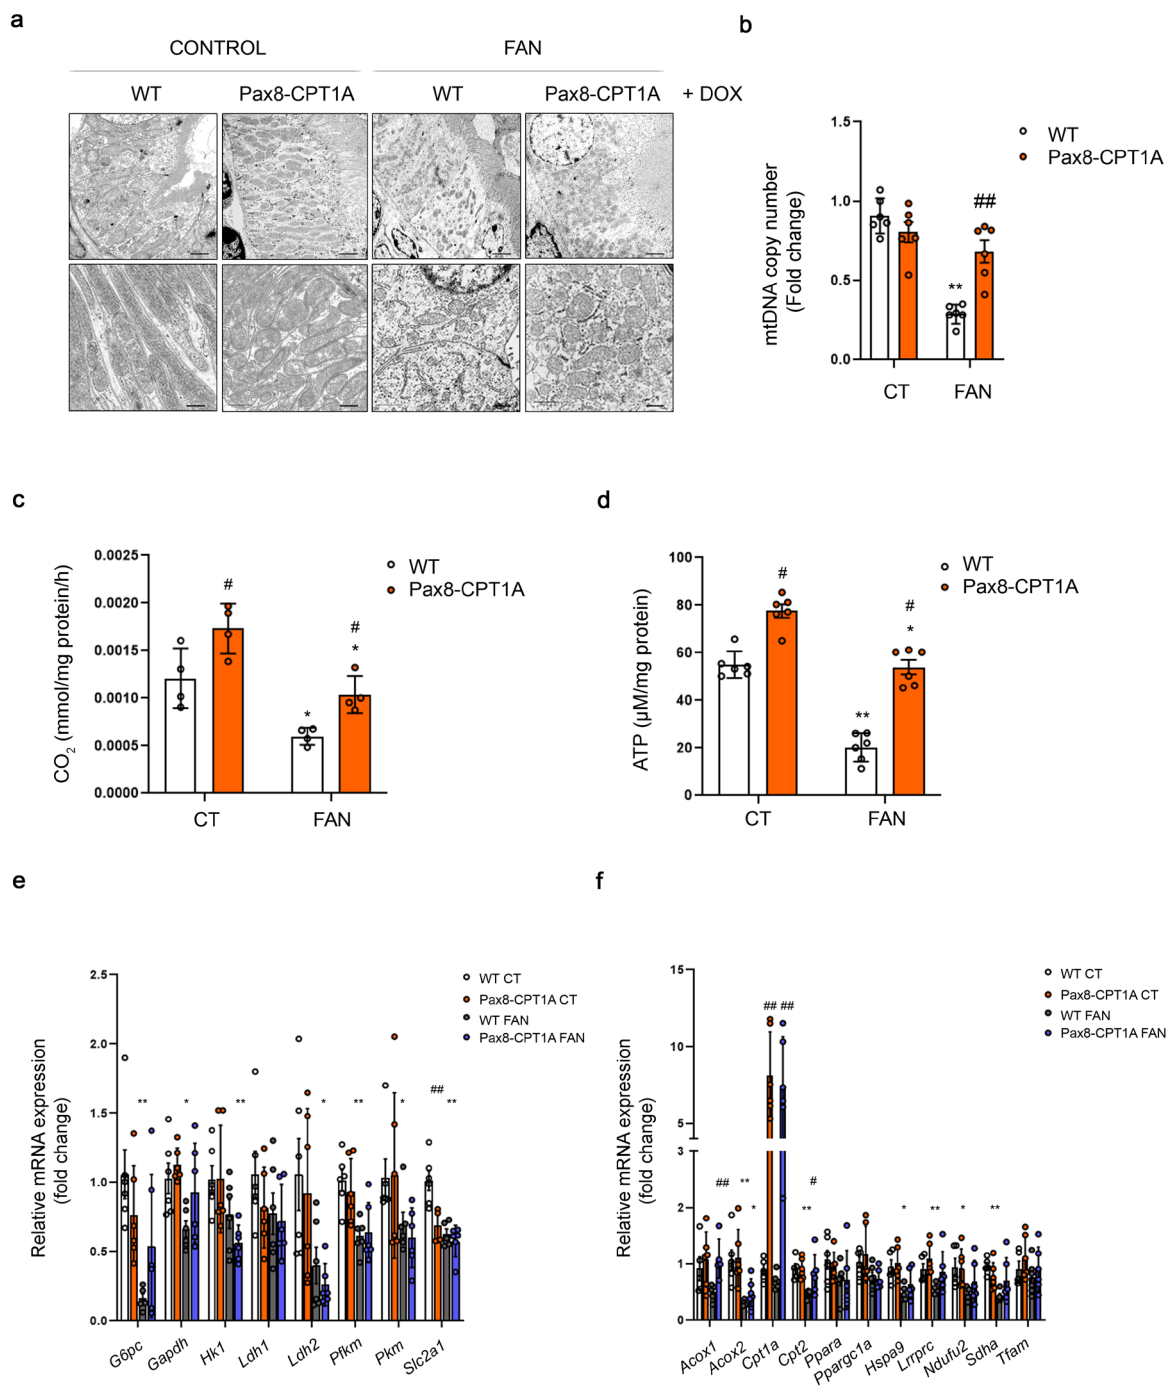 a
CONTROL FAN
WT Pax8-CPT1A WT Pax8-CPT1A + DOX
b
mtDNA copy number
(Fold change)
1.5
1.0
0.5
0.0
WT
Pax8-CPT1A
##
**
CT FAN
c
CO2 (mmol/mg protein/h)
0.0025
0.0020
0.0015
0.0010
0.0005
0.0000
WT
Pax8-CPT1A
#
#
*
*
CT FAN
d
ATP (µM/mg protein)
100
80
60
40
20
0
WT
Pax8-CPT1A
#
#
*
**
CT FAN
e
Relative mRNA expression
(fold change)
2.5
2.0
1.5
1.0
0.5
0.0
WT CT
Pax8-CPT1A CT
WT FAN
Pax8-CPT1A FAN
##
** * ** * ** * **
G6pc Gapdh Hk1 Ldh1 Ldh2 Pfkm Pkm Slc2a1
f
Relative mRNA expression
(fold change)
15
10
5
3
2
1
0
WT CT
Pax8-CPT1A CT
WT FAN
Pax8-CPT1A FAN
## ##
## ** #
* ** * ** * **
Acox1 Acox2 Cpt1a Cpt2 Ppara Ppargc1a Hspa9 Lrrprc Ndufu2 Sdha Tfam